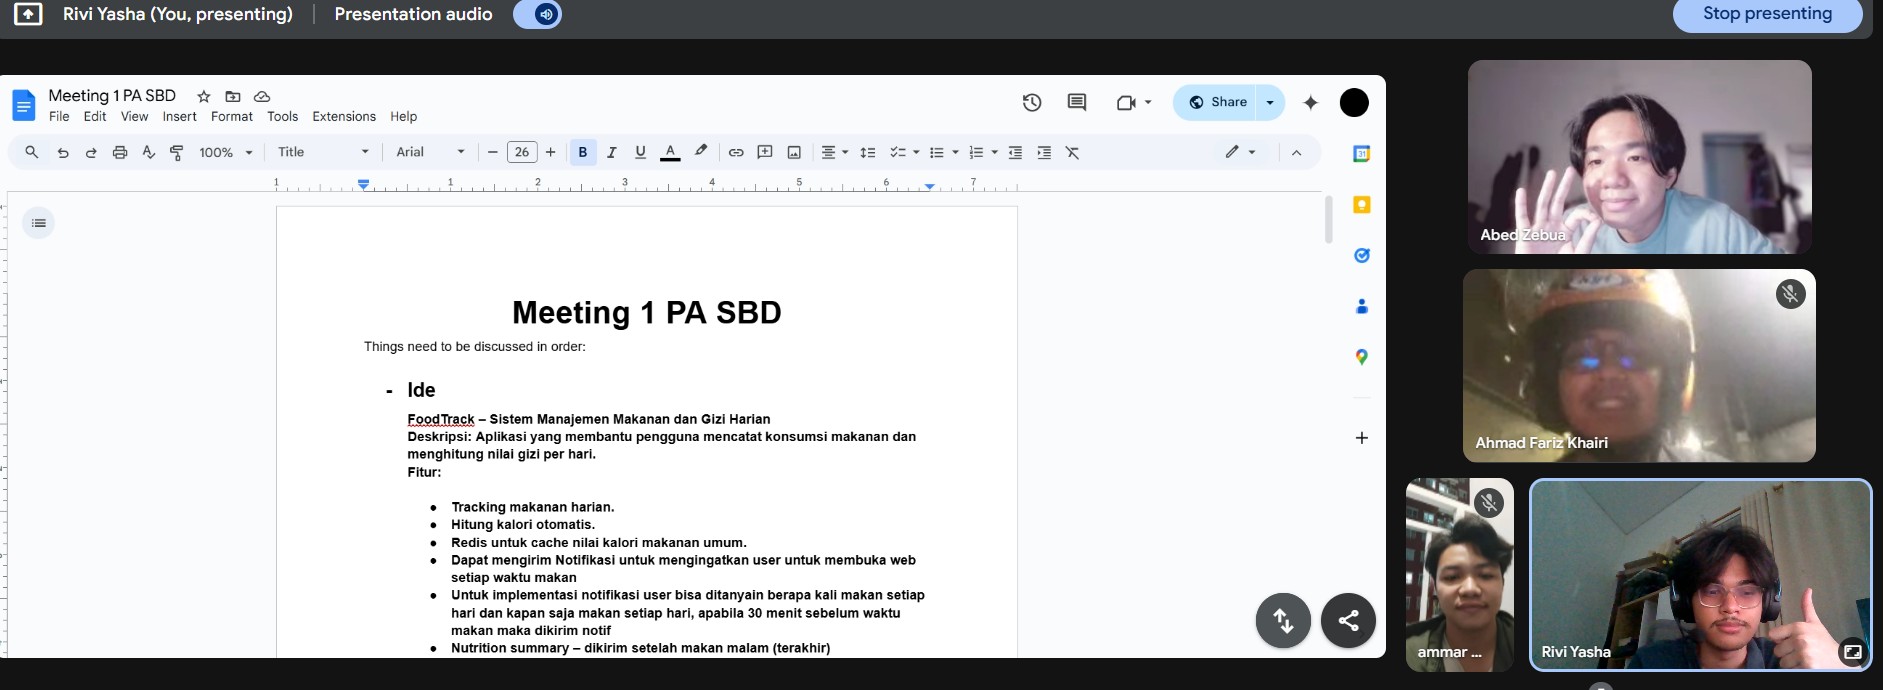 Rivi Yasha (You, presenting)
Presentation audio
Stop presenting
Meeting 1 PA SBD
File Edit View Insert Format Tools Extensions Help
Share
100% Title Arial 26 B I U A
1 1 2 3 4 5 6 7
31
Meeting 1 PA SBD
Things need to be discussed in order:
- Ide
FoodTrack – Sistem Manajemen Makanan dan Gizi Harian
Deskripsi: Aplikasi yang membantu pengguna mencatat konsumsi makanan dan
menghitung nilai gizi per hari.
Fitur:
● Tracking makanan harian.
● Hitung kalori otomatis.
● Redis untuk cache nilai kalori makanan umum.
● Dapat mengirim Notifikasi untuk mengingatkan user untuk membuka web
setiap waktu makan
● Untuk implementasi notifikasi user bisa ditanyain berapa kali makan setiap
hari dan kapan saja makan setiap hari, apabila 30 menit sebelum waktu
makan maka dikirim notif
● Nutrition summary – dikirim setelah makan malam (terakhir)
Abed Zebua
Ahmad Fariz Khairi
ammar ...
Rivi Yasha